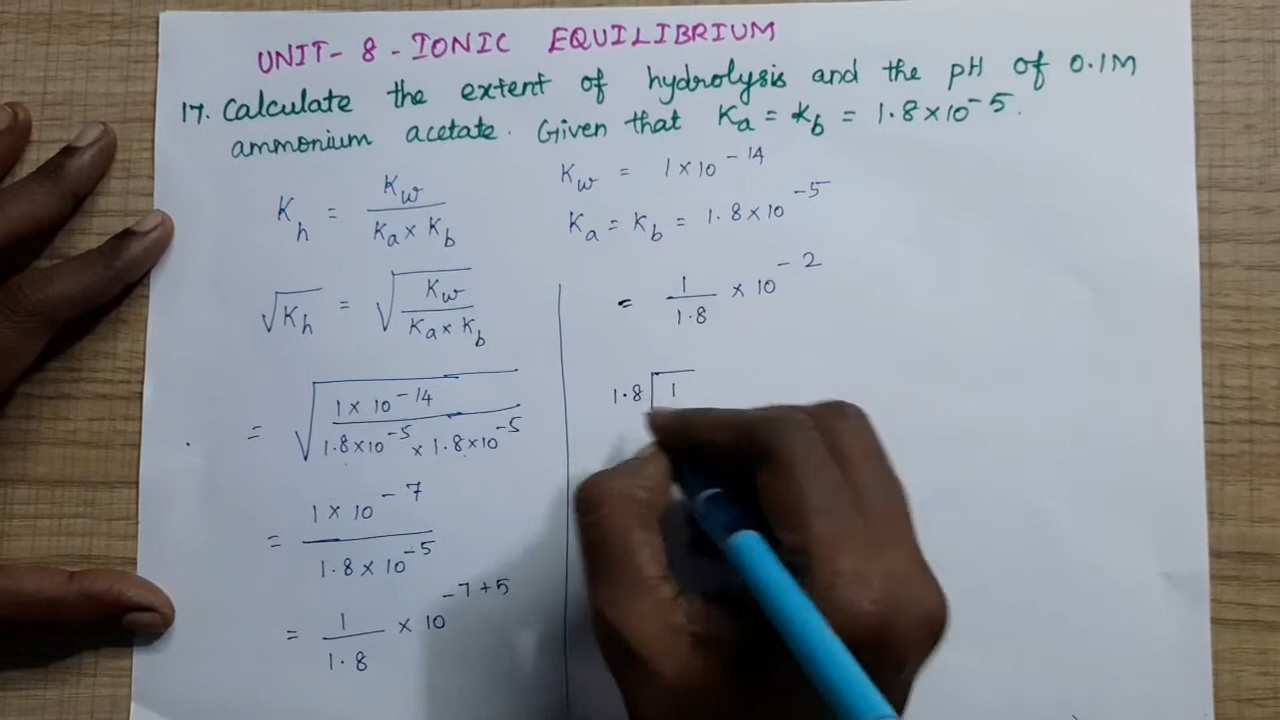 UNIT-8-IONIC EQUILIBRIUM
17. Calculate the extent of hydrolysis and the pH of 0.1M
ammonium acetate. Given that Ka = Kb = 1.8×10^-5.
Kh = Kw / Ka × Kb
√Kh = √(Kw / Ka × Kb)
= √(1 × 10^-14 / 1.8×10^-5 × 1.8×10^-5)
= 1 × 10^-7 / 1.8 × 10^-5
= 1 / 1.8 × 10^-7+5
Kw = 1×10^-14
Ka = Kb = 1.8×10^-5
= 1 / 1.8 × 10^-2
1.8 | 1